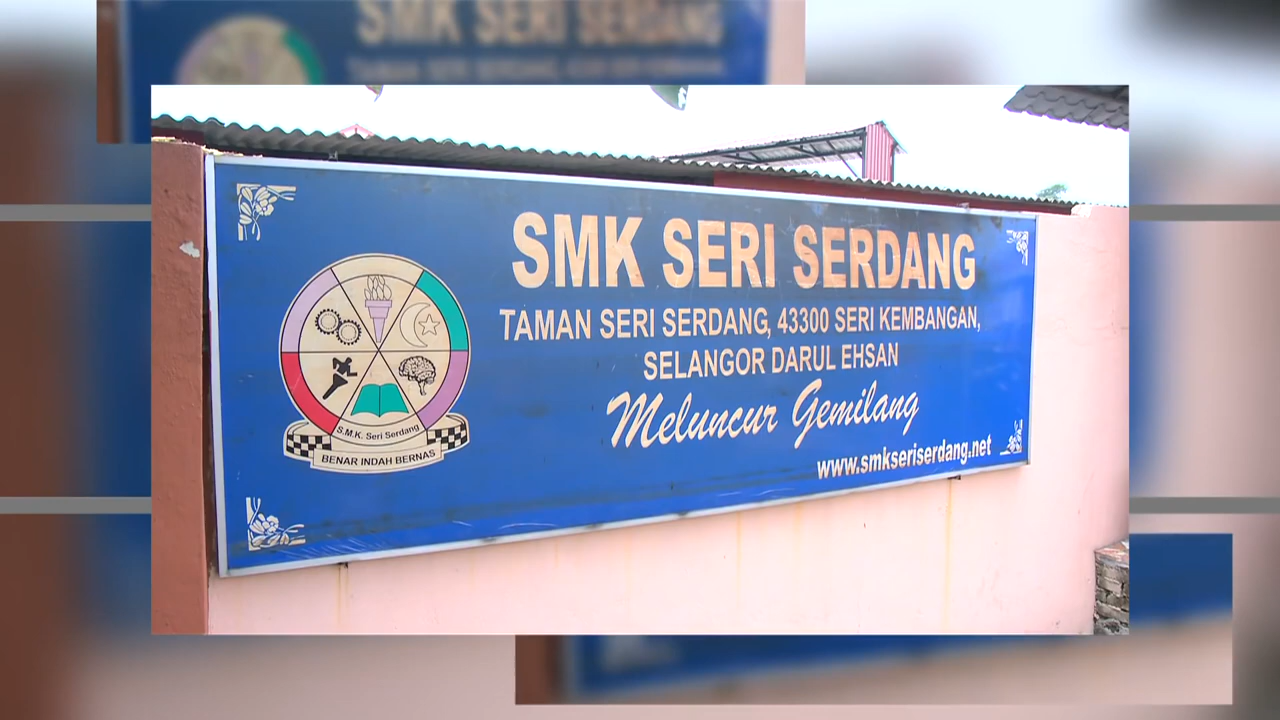 SMK SERI SERDANG
TAMAN SERI SERDANG, 43300 SERI KEMBANGAN,
SELANGOR DARUL EHSAN
Meluncur Gemilang
www.smkseriserdang.net
S.M.K. Seri Serdang
BENAR INDAH BERNAS